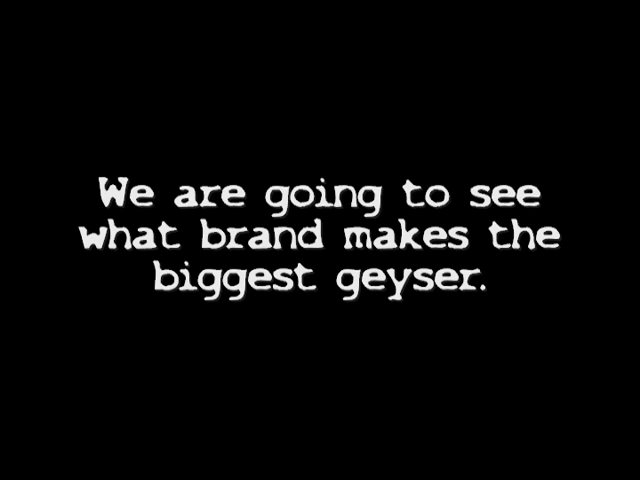 We are going to see
what brand makes the
biggest geyser.